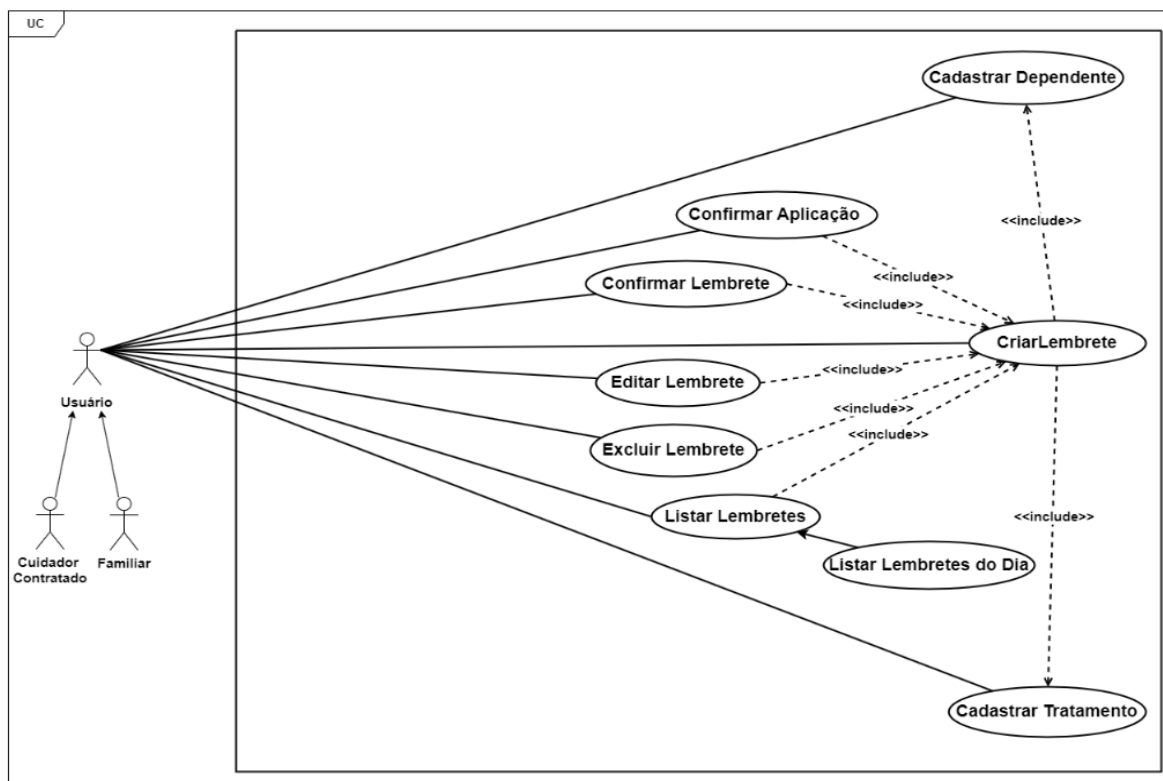 UC
Cadastrar Dependente
Confirmar Aplicação
<<include>>
<<include>>
Confirmar Lembrete
<<include>>
CriarLembrete
Usuário
Editar Lembrete
<<include>>
<<include>>
Excluir Lembrete
<<include>>
Listar Lembretes
<<include>>
Cuidador
Contratado
Familiar
Listar Lembretes do Dia
Cadastrar Tratamento